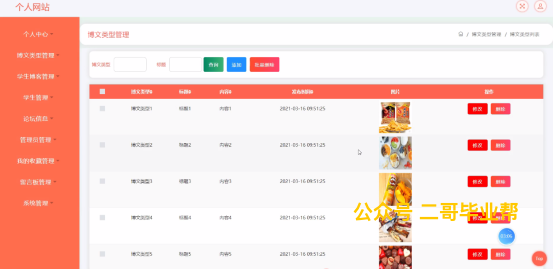 个人网站
个人中心
博文类型管理
学生博客管理
学生管理
论坛信息
管理员管理
我的收藏管理
留言板管理
系统管理
博文类型管理
博文类型管理 / 博文类型列表
博文类型 标题 查询 添加 批量删除
博文类型 标题 内容 发布时间 图片 操作
博文类型1 标题1 内容1 2021-03-16 09:51:25 修改 删除
博文类型2 标题2 内容2 2021-03-16 09:51:25 修改 删除
博文类型3 标题3 内容3 2021-03-16 09:51:25 修改 删除
博文类型4 标题4 内容4 2021-03-16 09:51:25 修改 删除
博文类型5 标题5 内容5 2021-03-16 09:51:25 修改 删除
公众号 二哥毕业帮
Top